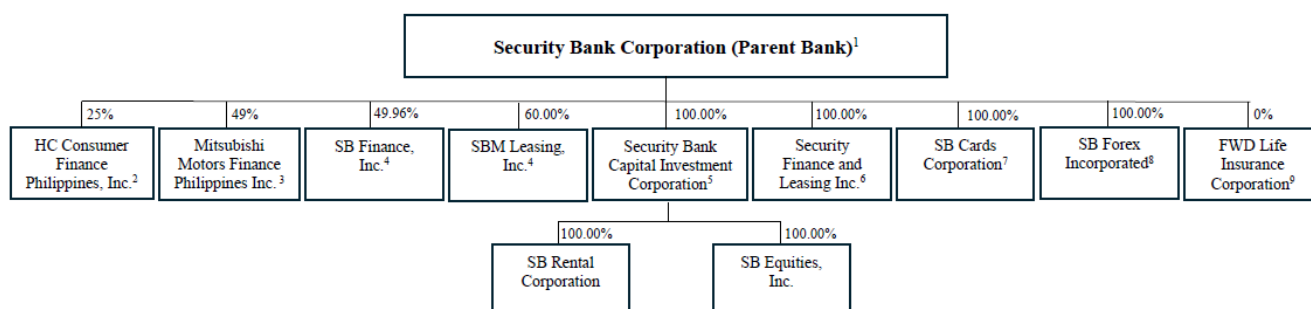 Security Bank Corporation (Parent Bank)¹
25%
49%
49.96%
60.00%
100.00%
100.00%
100.00%
100.00%
0%
HC Consumer
Finance
Philippines, Inc.²
Mitsubishi
Motors Finance
Philippines Inc.³
SB Finance,
Inc.⁴
SBM Leasing,
Inc.⁴
Security Bank
Capital Investment
Corporation⁵
Security
Finance and
Leasing Inc.⁶
SB Cards
Corporation⁷
SB Forex
Incorporated⁸
FWD Life
Insurance
Corporation⁹
100.00%
100.00%
SB Rental
Corporation
SB Equities,
Inc.